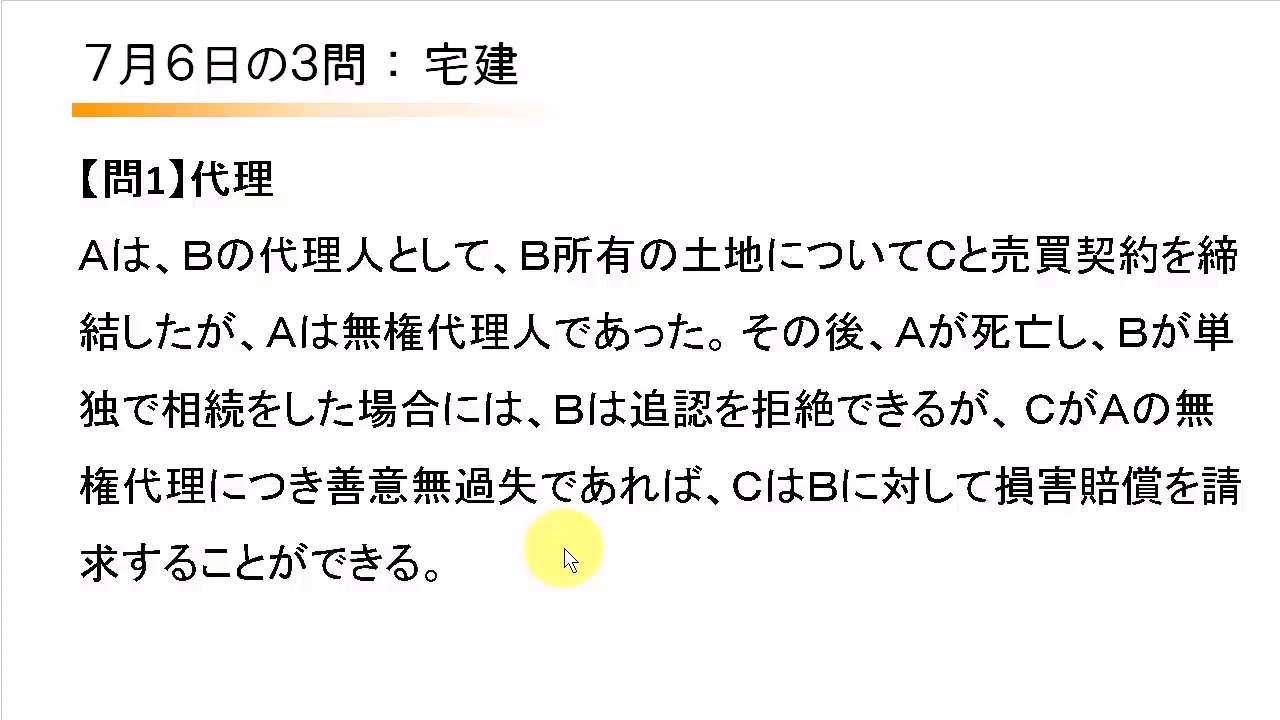 ７月６日の３問：宅建
【問1】代理
Ａは、Ｂの代理人として、Ｂ所有の土地についてＣと売買契約を締
結したが、Ａは無権代理人であった。その後、Ａが死亡し、Ｂが単
独で相続をした場合には、Ｂは追認を拒絶できるが、ＣがＡの無
権代理につき善意無過失であれば、ＣはＢに対して損害賠償を請
求することができる。